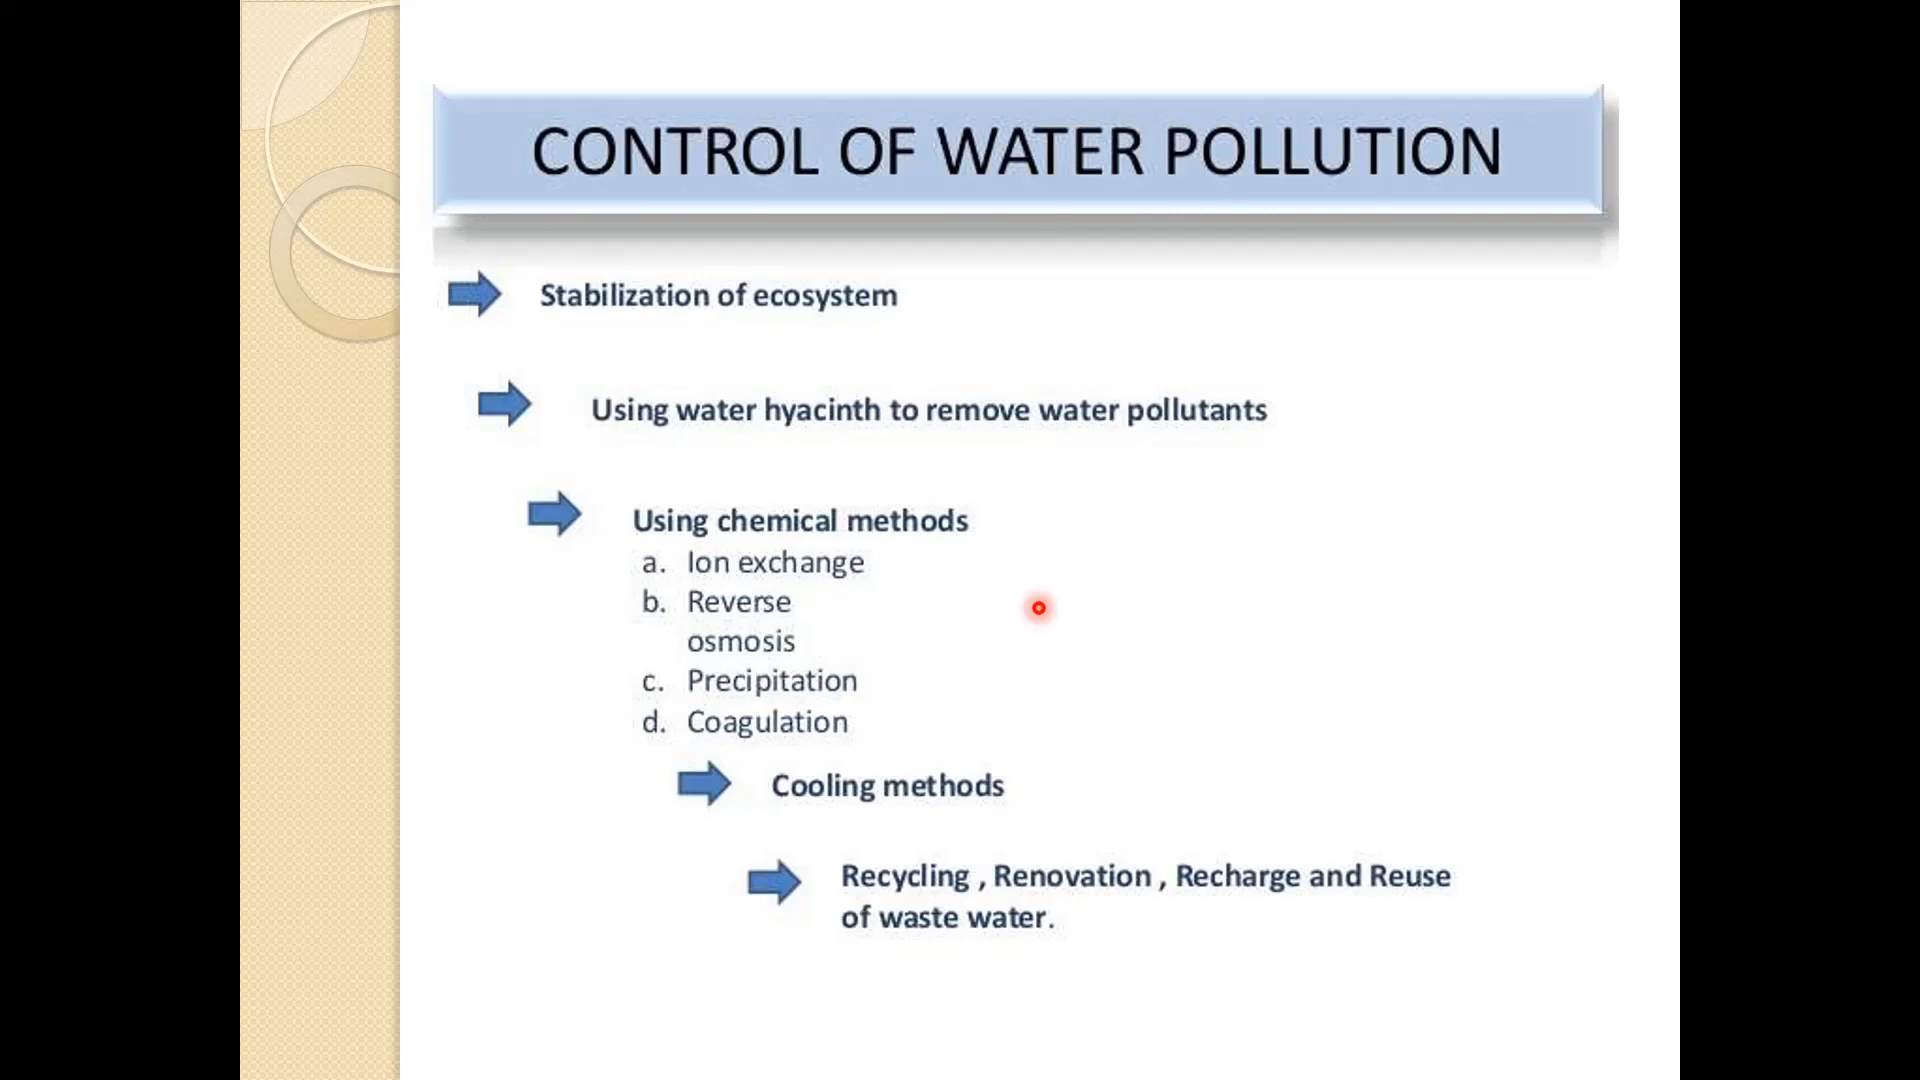 CONTROL OF WATER POLLUTION
Stabilization of ecosystem
Using water hyacinth to remove water pollutants
Using chemical methods
a. Ion exchange
b. Reverse
osmosis
c. Precipitation
d. Coagulation
Cooling methods
Recycling , Renovation , Recharge and Reuse
of waste water.